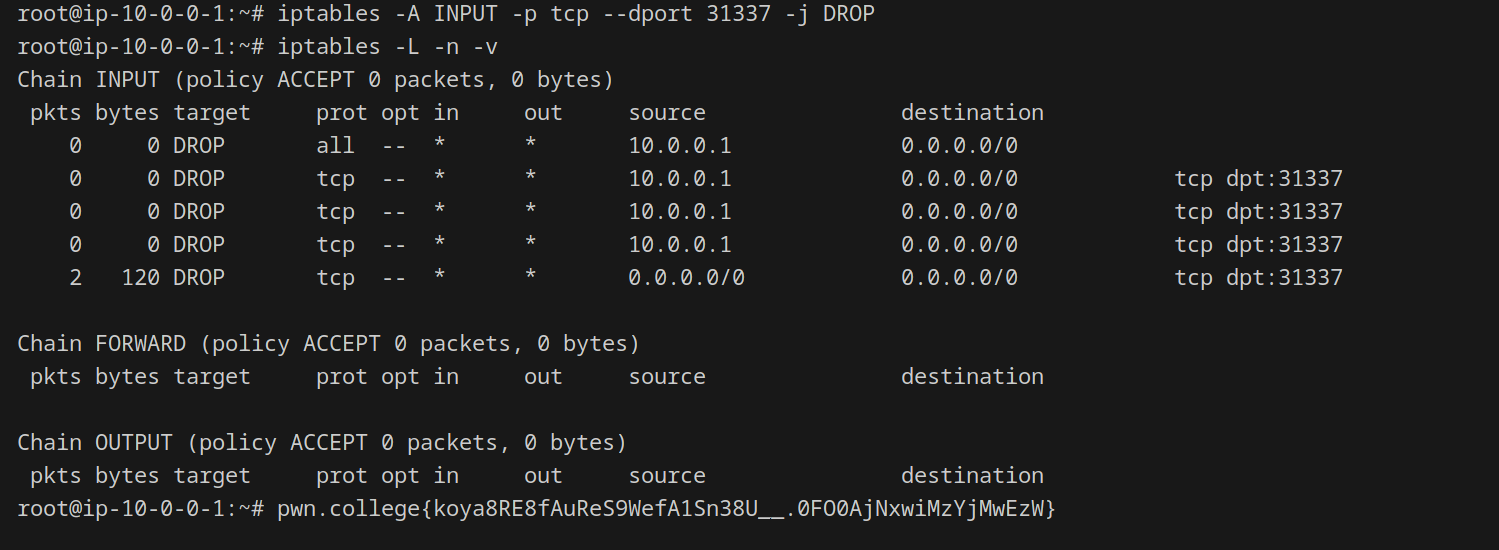 root@ip-10-0-0-1:~# iptables -A INPUT -p tcp --dport 31337 -j DROP
root@ip-10-0-0-1:~# iptables -L -n -v
Chain INPUT (policy ACCEPT 0 packets, 0 bytes)
 pkts bytes target     prot opt in     out     source               destination
    0     0 DROP       all  --  *      *       10.0.0.1             0.0.0.0/0
    0     0 DROP       tcp  --  *      *       10.0.0.1             0.0.0.0/0            tcp dpt:31337
    0     0 DROP       tcp  --  *      *       10.0.0.1             0.0.0.0/0            tcp dpt:31337
    0     0 DROP       tcp  --  *      *       10.0.0.1             0.0.0.0/0            tcp dpt:31337
    2   120 DROP       tcp  --  *      *       0.0.0.0/0            0.0.0.0/0            tcp dpt:31337

Chain FORWARD (policy ACCEPT 0 packets, 0 bytes)
 pkts bytes target     prot opt in     out     source               destination

Chain OUTPUT (policy ACCEPT 0 packets, 0 bytes)
 pkts bytes target     prot opt in     out     source               destination
root@ip-10-0-0-1:~# pwn.college{koya8RE8fAuReS9WefA1Sn38U__.0FO0AjNxwiMzYjMwEzW}